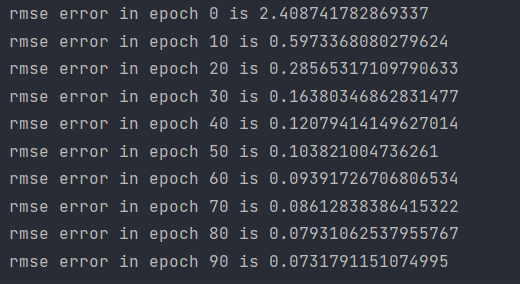 rmse error in epoch 0 is 2.408741782869337
rmse error in epoch 10 is 0.5973368080279624
rmse error in epoch 20 is 0.28565317109790633
rmse error in epoch 30 is 0.16380346862831477
rmse error in epoch 40 is 0.12079414149627014
rmse error in epoch 50 is 0.103821004736261
rmse error in epoch 60 is 0.09391726706806534
rmse error in epoch 70 is 0.08612838386415322
rmse error in epoch 80 is 0.07931062537955767
rmse error in epoch 90 is 0.0731791151074995